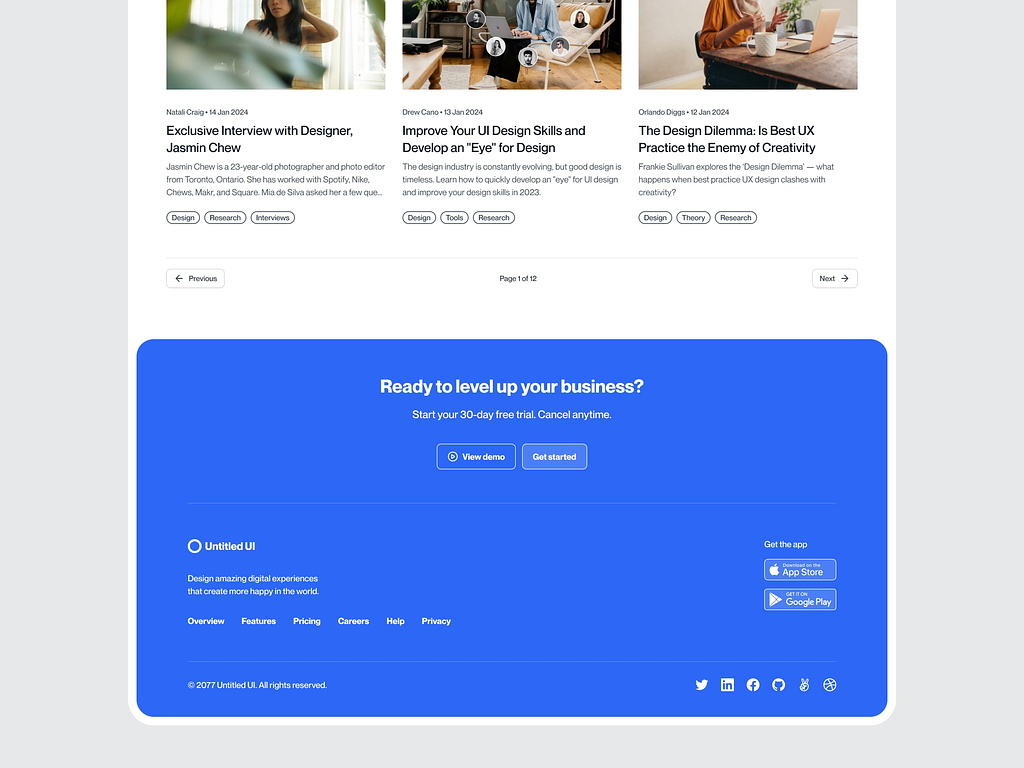 Natali Craig • 14 Jan 2024
Exclusive Interview with Designer,
Jasmin Chew
Jasmin Chew is a 23-year-old photographer and photo editor
from Toronto, Ontario. She has worked with Spotify, Nike,
Chews, Makr, and Square. Mia de Silva asked her a few que...
Design
Research
Interviews
Drew Cano • 13 Jan 2024
Improve Your UI Design Skills and
Develop an "Eye" for Design
The design industry is constantly evolving, but good design is
timeless. Learn how to quickly develop an "eye" for UI design
and improve your design skills in 2023.
Design
Tools
Research
Orlando Diggs • 12 Jan 2024
The Design Dilemma: Is Best UX
Practice the Enemy of Creativity
Frankie Sullivan explores the ‘Design Dilemma’ — what
happens when best practice UX design clashes with
creativity?
Design
Theory
Research
Previous
Page 1 of 12
Next
Ready to level up your business?
Start your 30-day free trial. Cancel anytime.
View demo
Get started
Untitled UI
Design amazing digital experiences
that create more happy in the world.
Overview
Features
Pricing
Careers
Help
Privacy
Get the app
Download on the
App Store
GET IT ON
Google Play
© 2077 Untitled UI. All rights reserved.